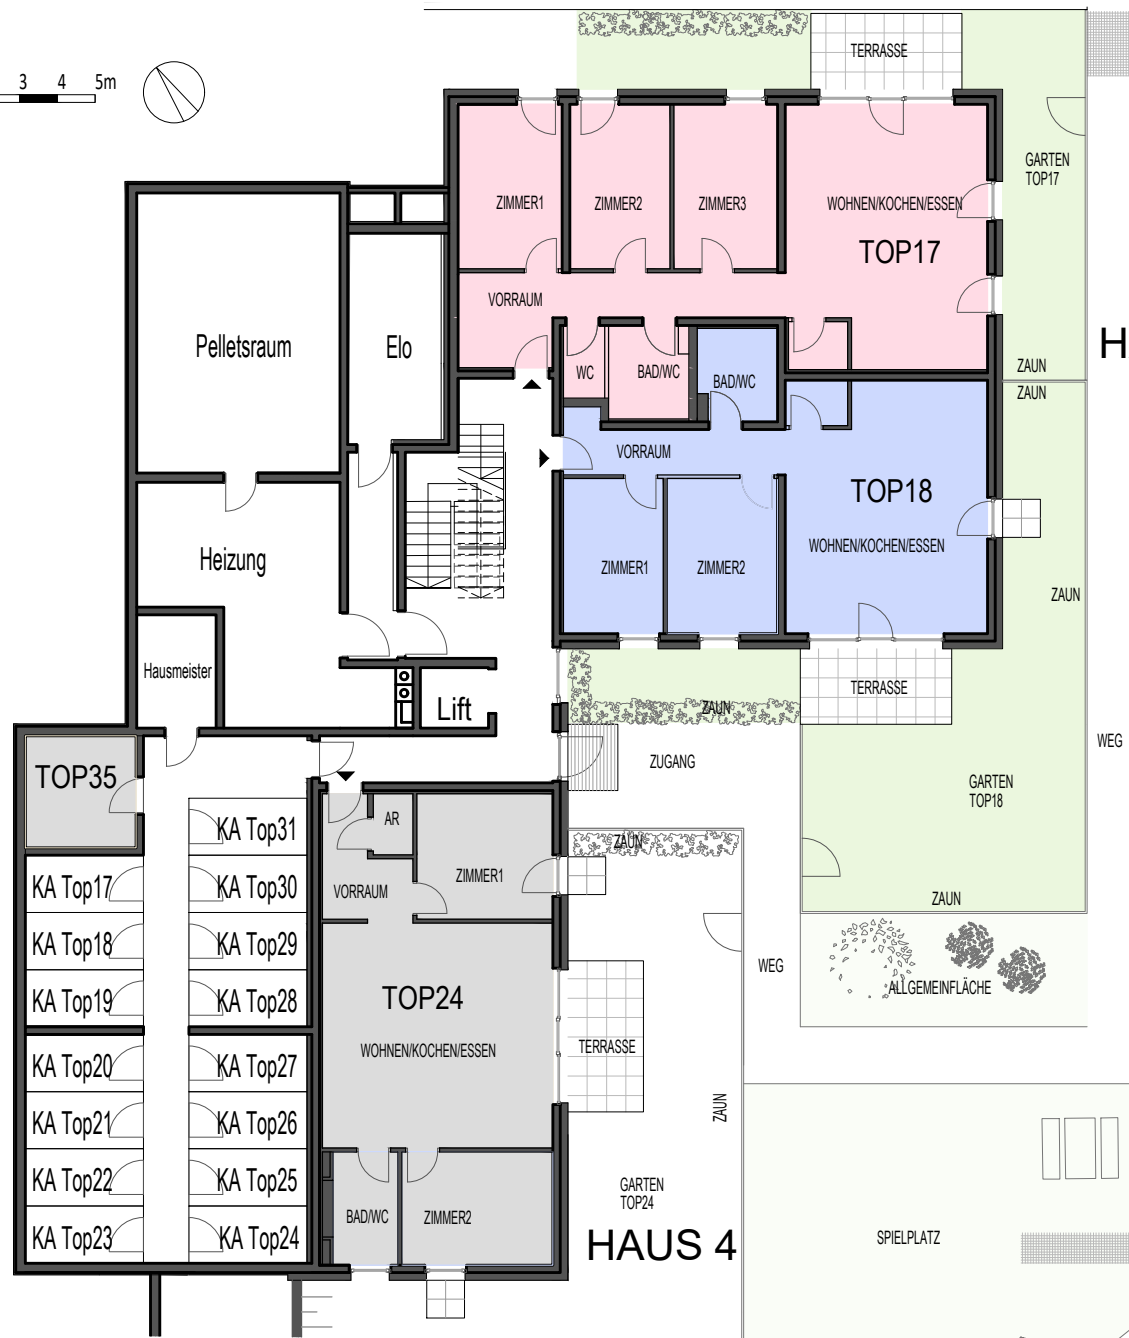 TERRASSE
3 4 5m
GARTEN
TOP17
ZIMMER1
ZIMMER2
ZIMMER3
WOHNEN/KOCHEN/ESSEN
TOP17
VORRAUM
Pelletsraum
Elo
H
WC
BAD/WC
BAD/WC
ZAUN
ZAUN
VORRAUM
TOP18
WOHNEN/KOCHEN/ESSEN
Heizung
ZIMMER1
ZIMMER2
ZAUN
Hausmeister
Lift
TERRASSE
ZAUN
WEG
ZUGANG
TOP35
GARTEN
TOP18
AR
KA Top31
ZAUN
ZIMMER1
KA Top17
KA Top30
VORRAUM
ZAUN
KA Top18
KA Top29
WEG
ALLGEMEINFLÄCHE
KA Top19
KA Top28
TOP24
WOHNEN/KOCHEN/ESSEN
TERRASSE
KA Top20
KA Top27
ZAUN
KA Top21
KA Top26
KA Top22
KA Top25
GARTEN
TOP24
BAD/WC
ZIMMER2
KA Top23
KA Top24
HAUS 4
SPIELPLATZ